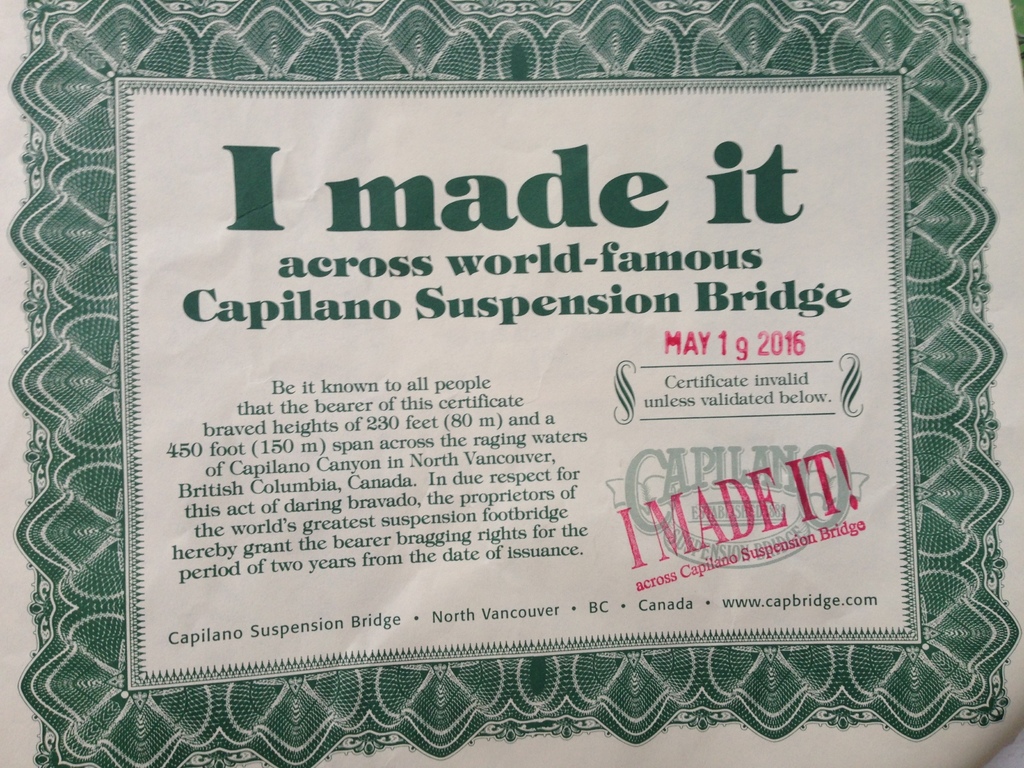 I made it
across world-famous
Capilano Suspension Bridge
MAY 19 2016
Certificate invalid
unless validated below.
Be it known to all people
that the bearer of this certificate
braved heights of 230 feet (80 m) and a
450 foot (150 m) span across the raging waters
of Capilano Canyon in North Vancouver,
British Columbia, Canada. In due respect for
this act of daring bravado, the proprietors of
the world's greatest suspension footbridge
hereby grant the bearer bragging rights for the
period of two years from the date of issuance.
CAPILANO
SUSPENSION BRIDGE
I MADE IT!
across Capilano Suspension Bridge
Capilano Suspension Bridge • North Vancouver • BC • Canada • www.capbridge.com